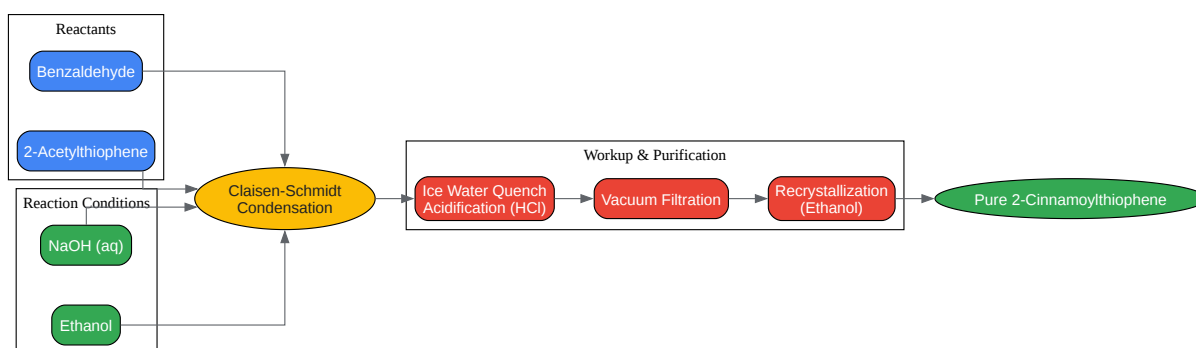 Reactants
Benzaldehyde
2-Acetylthiophene
Reaction Conditions
NaOH (aq)
Ethanol
Claisen-Schmidt
Condensation
Workup & Purification
Ice Water Quench
Acidification (HCl)
Vacuum Filtration
Recrystallization
(Ethanol)
Pure 2-Cinnamoylthiophene